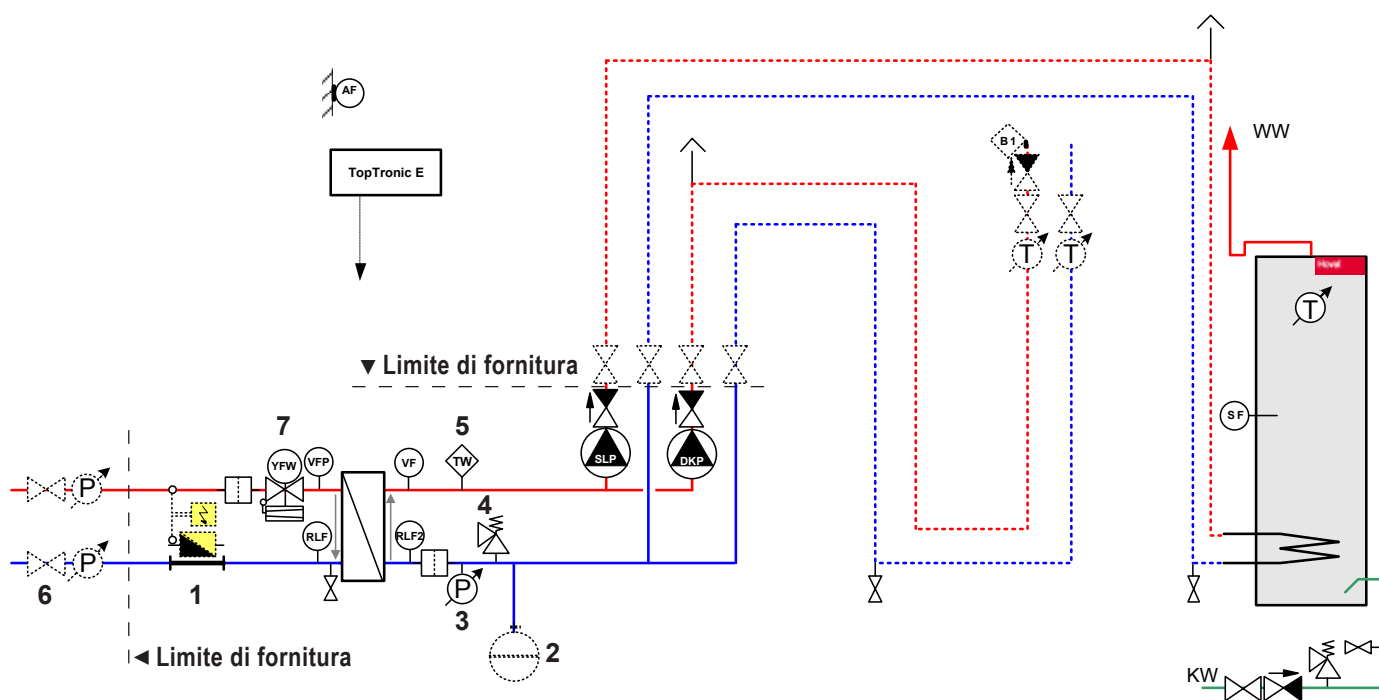 AF
TopTronic E
B1
WW
T
T
Hoval
T
▼ Limite di fornitura
SF
7
5
YFW
VFP
VF
TW
SLP
DKP
P
4
RLF
RLF2
P
P
6
1
3
2
◄ Limite di fornitura
KW